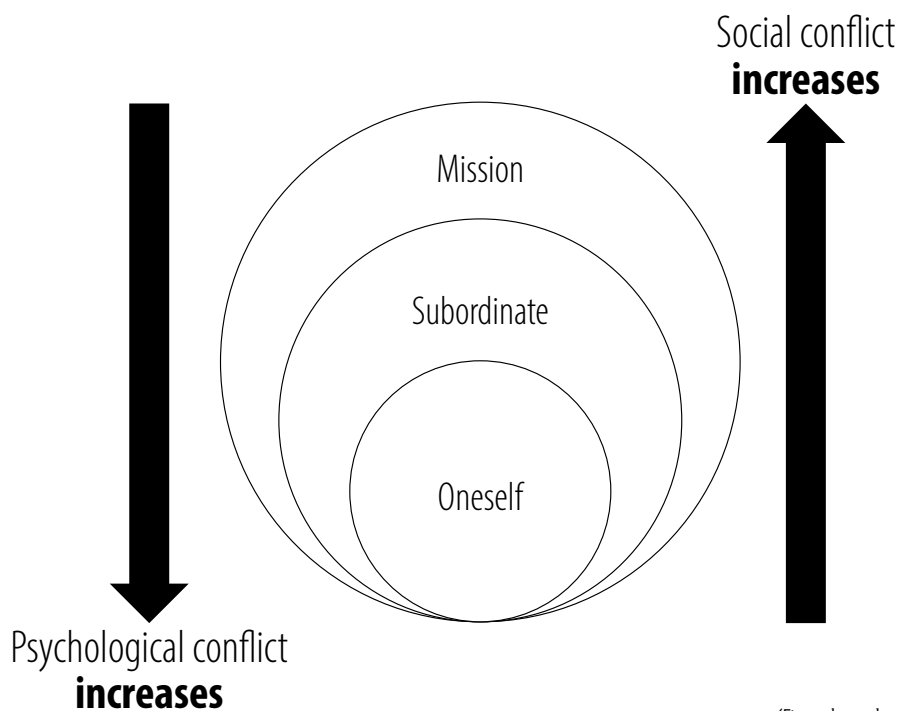 Social conflict
increases
Mission
Subordinate
Oneself
Psychological conflict
increases